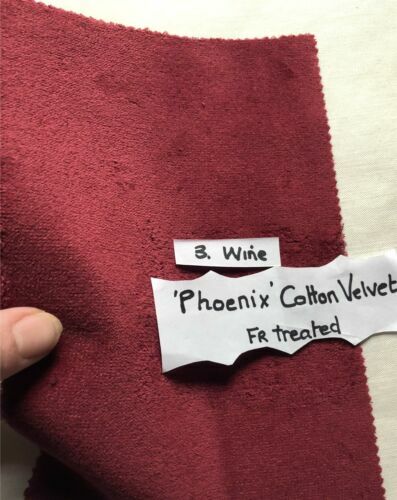 3. Wine
'Phoenix' Cotton Velvet
FR treated